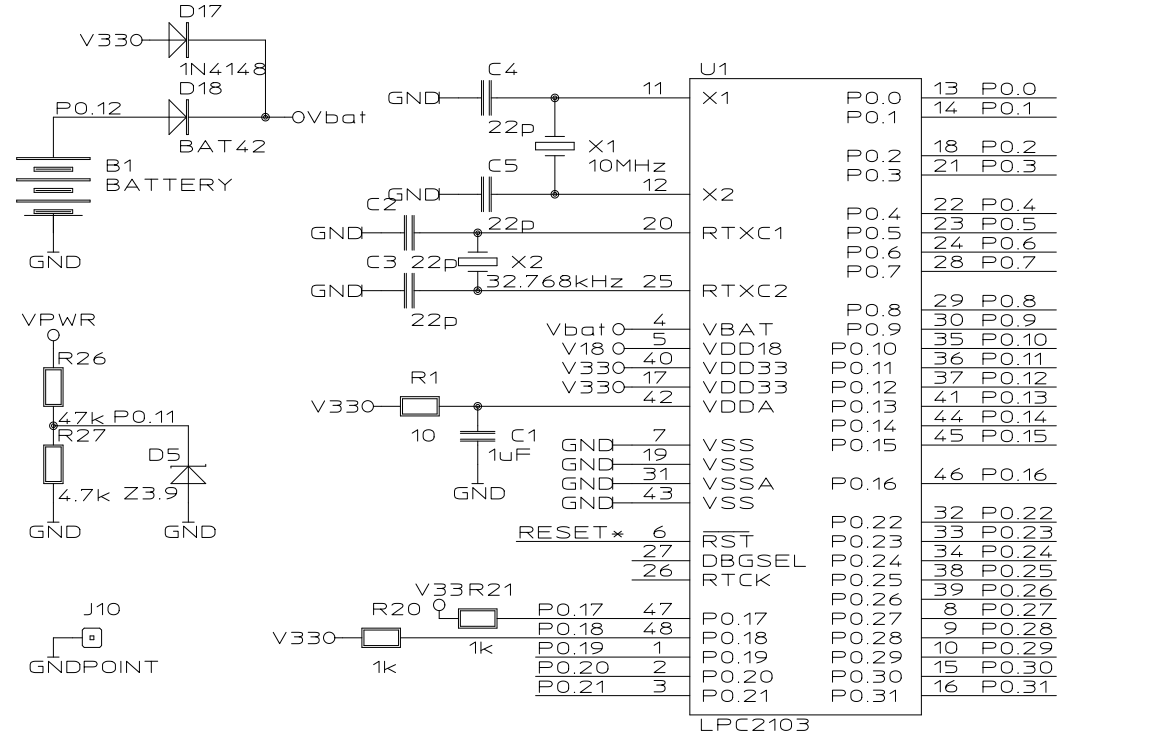 D17
V33
1N4148
D18
P0.12
Vbat
BAT42
B1
BATTERY
GND
VPWR
R26
47k
P0.11
R27
4.7k
D5
Z3.9
GND
GND
J10
GNDPOINT
C4
GND
22p
X1
10MHz
C5
GND
22p
C2
GND
22p
X2
32.768kHz
C3
GND
22p
R1
V33
10
C1
1uF
GND
V33
R21
1k
R20
V33
1k
U1
11 X1
12 X2
20 RTXC1
25 RTXC2
Vbat 4 VBAT
V18 5 VDD18
V33 40 VDD33
V33 17 VDD33
42 VDDA
GND 7 VSS
GND 19 VSS
GND 31 VSSA
GND 43 VSS
RESET* 6 RST
27 DBGSEL
26 RTCK
P0.17 47 P0.17
P0.18 48 P0.18
P0.19 1 P0.19
P0.20 2 P0.20
P0.21 3 P0.21
P0.0 13 P0.0
P0.1 14 P0.1
P0.2 18 P0.2
P0.3 21 P0.3
P0.4 22 P0.4
P0.5 23 P0.5
P0.6 24 P0.6
P0.7 28 P0.7
P0.8 29 P0.8
P0.9 30 P0.9
P0.10 35 P0.10
P0.11 36 P0.11
P0.12 37 P0.12
P0.13 41 P0.13
P0.14 44 P0.14
P0.15 45 P0.15
P0.16 46 P0.16
P0.22 32 P0.22
P0.23 33 P0.23
P0.24 34 P0.24
P0.25 38 P0.25
P0.26 39 P0.26
P0.27 8 P0.27
P0.28 9 P0.28
P0.29 10 P0.29
P0.30 15 P0.30
P0.31 16 P0.31
LPC2103